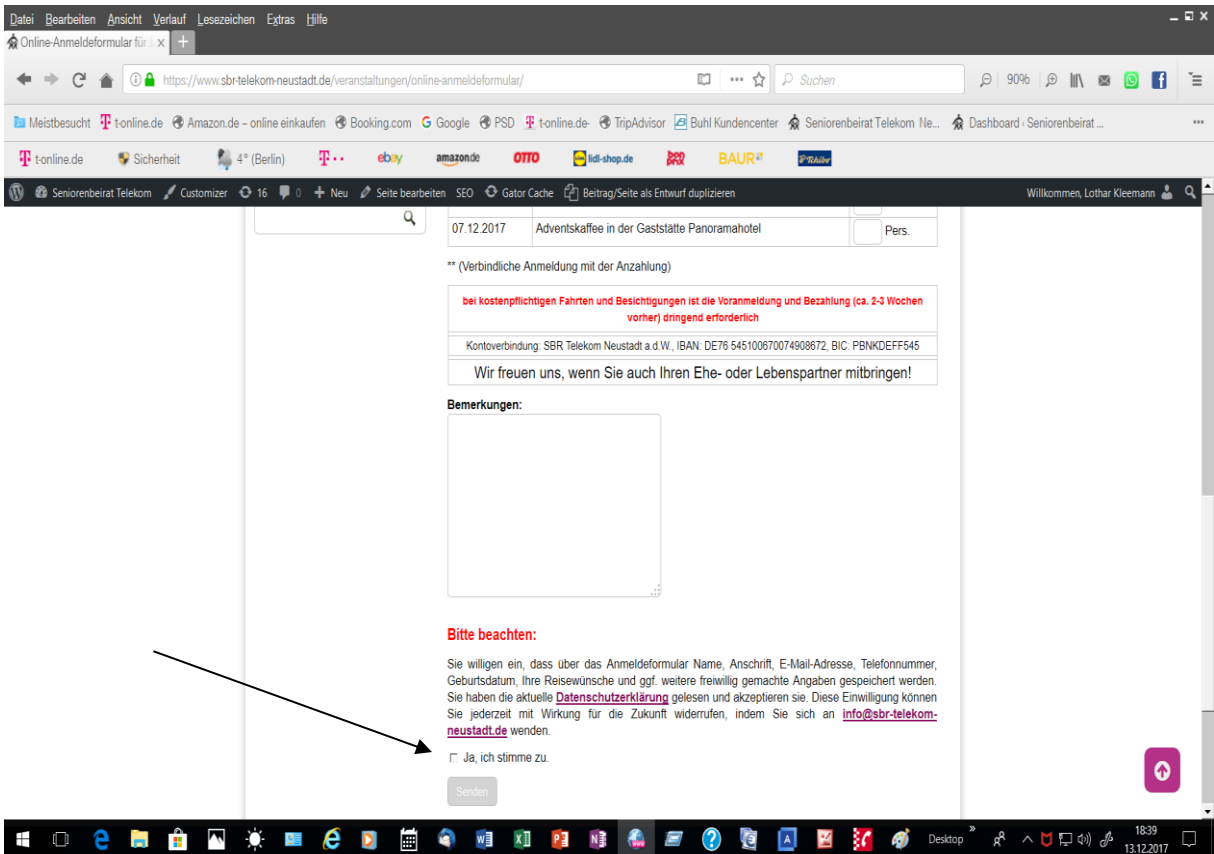 Datei Bearbeiten Ansicht Verlauf Lesezeichen Extras Hilfe
Online-Anmeldeformular für
https://www.sbr-telekom-neustadt.de/veranstaltungen/online-anmeldeformular/ Suchen 90%
Meistbesucht t-online.de Amazon.de – online einkaufen Booking.com Google PSD t-online.de- TripAdvisor Buhl Kundencenter Seniorenbeirat Telekom Ne... Dashboard ‹ Seniorenbeirat ...
t-online.de Sicherheit 4° (Berlin) T ebay amazon.de OTTO lidl-shop.de BAUR Tchibo
Seniorenbeirat Telekom Customizer 16 0 Neu Seite bearbeiten SEO Gator Cache Beitrag/Seite als Entwurf duplizieren Willkommen, Lothar Kleemann
07.12.2017 Adventskaffee in der Gaststätte Panoramahotel Pers.
** (Verbindliche Anmeldung mit der Anzahlung)
bei kostenpflichtigen Fahrten und Besichtigungen ist die Voranmeldung und Bezahlung (ca. 2-3 Wochen
vorher) dringend erforderlich
Kontoverbindung: SBR Telekom Neustadt a.d.W., IBAN: DE76 545100670074908672, BIC: PBNKDEFF545
Wir freuen uns, wenn Sie auch Ihren Ehe- oder Lebenspartner mitbringen!
Bemerkungen:
Bitte beachten:
Sie willigen ein, dass über das Anmeldeformular Name, Anschrift, E-Mail-Adresse, Telefonnummer,
Geburtsdatum, Ihre Reisewünsche und ggf. weitere freiwillig gemachte Angaben gespeichert werden.
Sie haben die aktuelle Datenschutzerklärung gelesen und akzeptieren sie. Diese Einwilligung können
Sie jederzeit mit Wirkung für die Zukunft widerrufen, indem Sie sich an info@sbr-telekom-
neustadt.de wenden.
Ja, ich stimme zu.
Senden
Desktop 18:39
13.12.2017